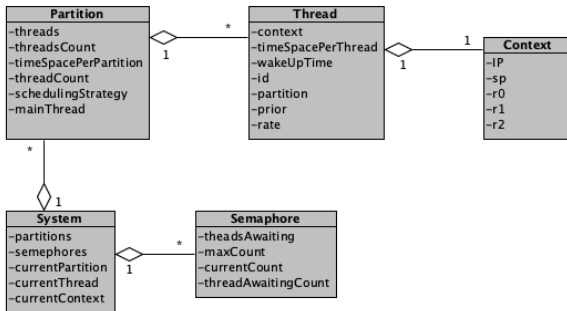 Partition
-threads
-threadsCount
-timeSpacePerPartition
-threadCount
-schedulingStrategy
-mainThread
1
*
Thread
-context
-timeSpacePerThread
-wakeUpTime
-id
-partition
-prior
-rate
1
1
Context
-IP
-sp
-r0
-r1
-r2
*
1
System
-partitions
-semephores
-currentPartition
-currentThread
-currentContext
1
*
Semaphore
-theadsAwaiting
-maxCount
-currentCount
-threadAwaitingCount